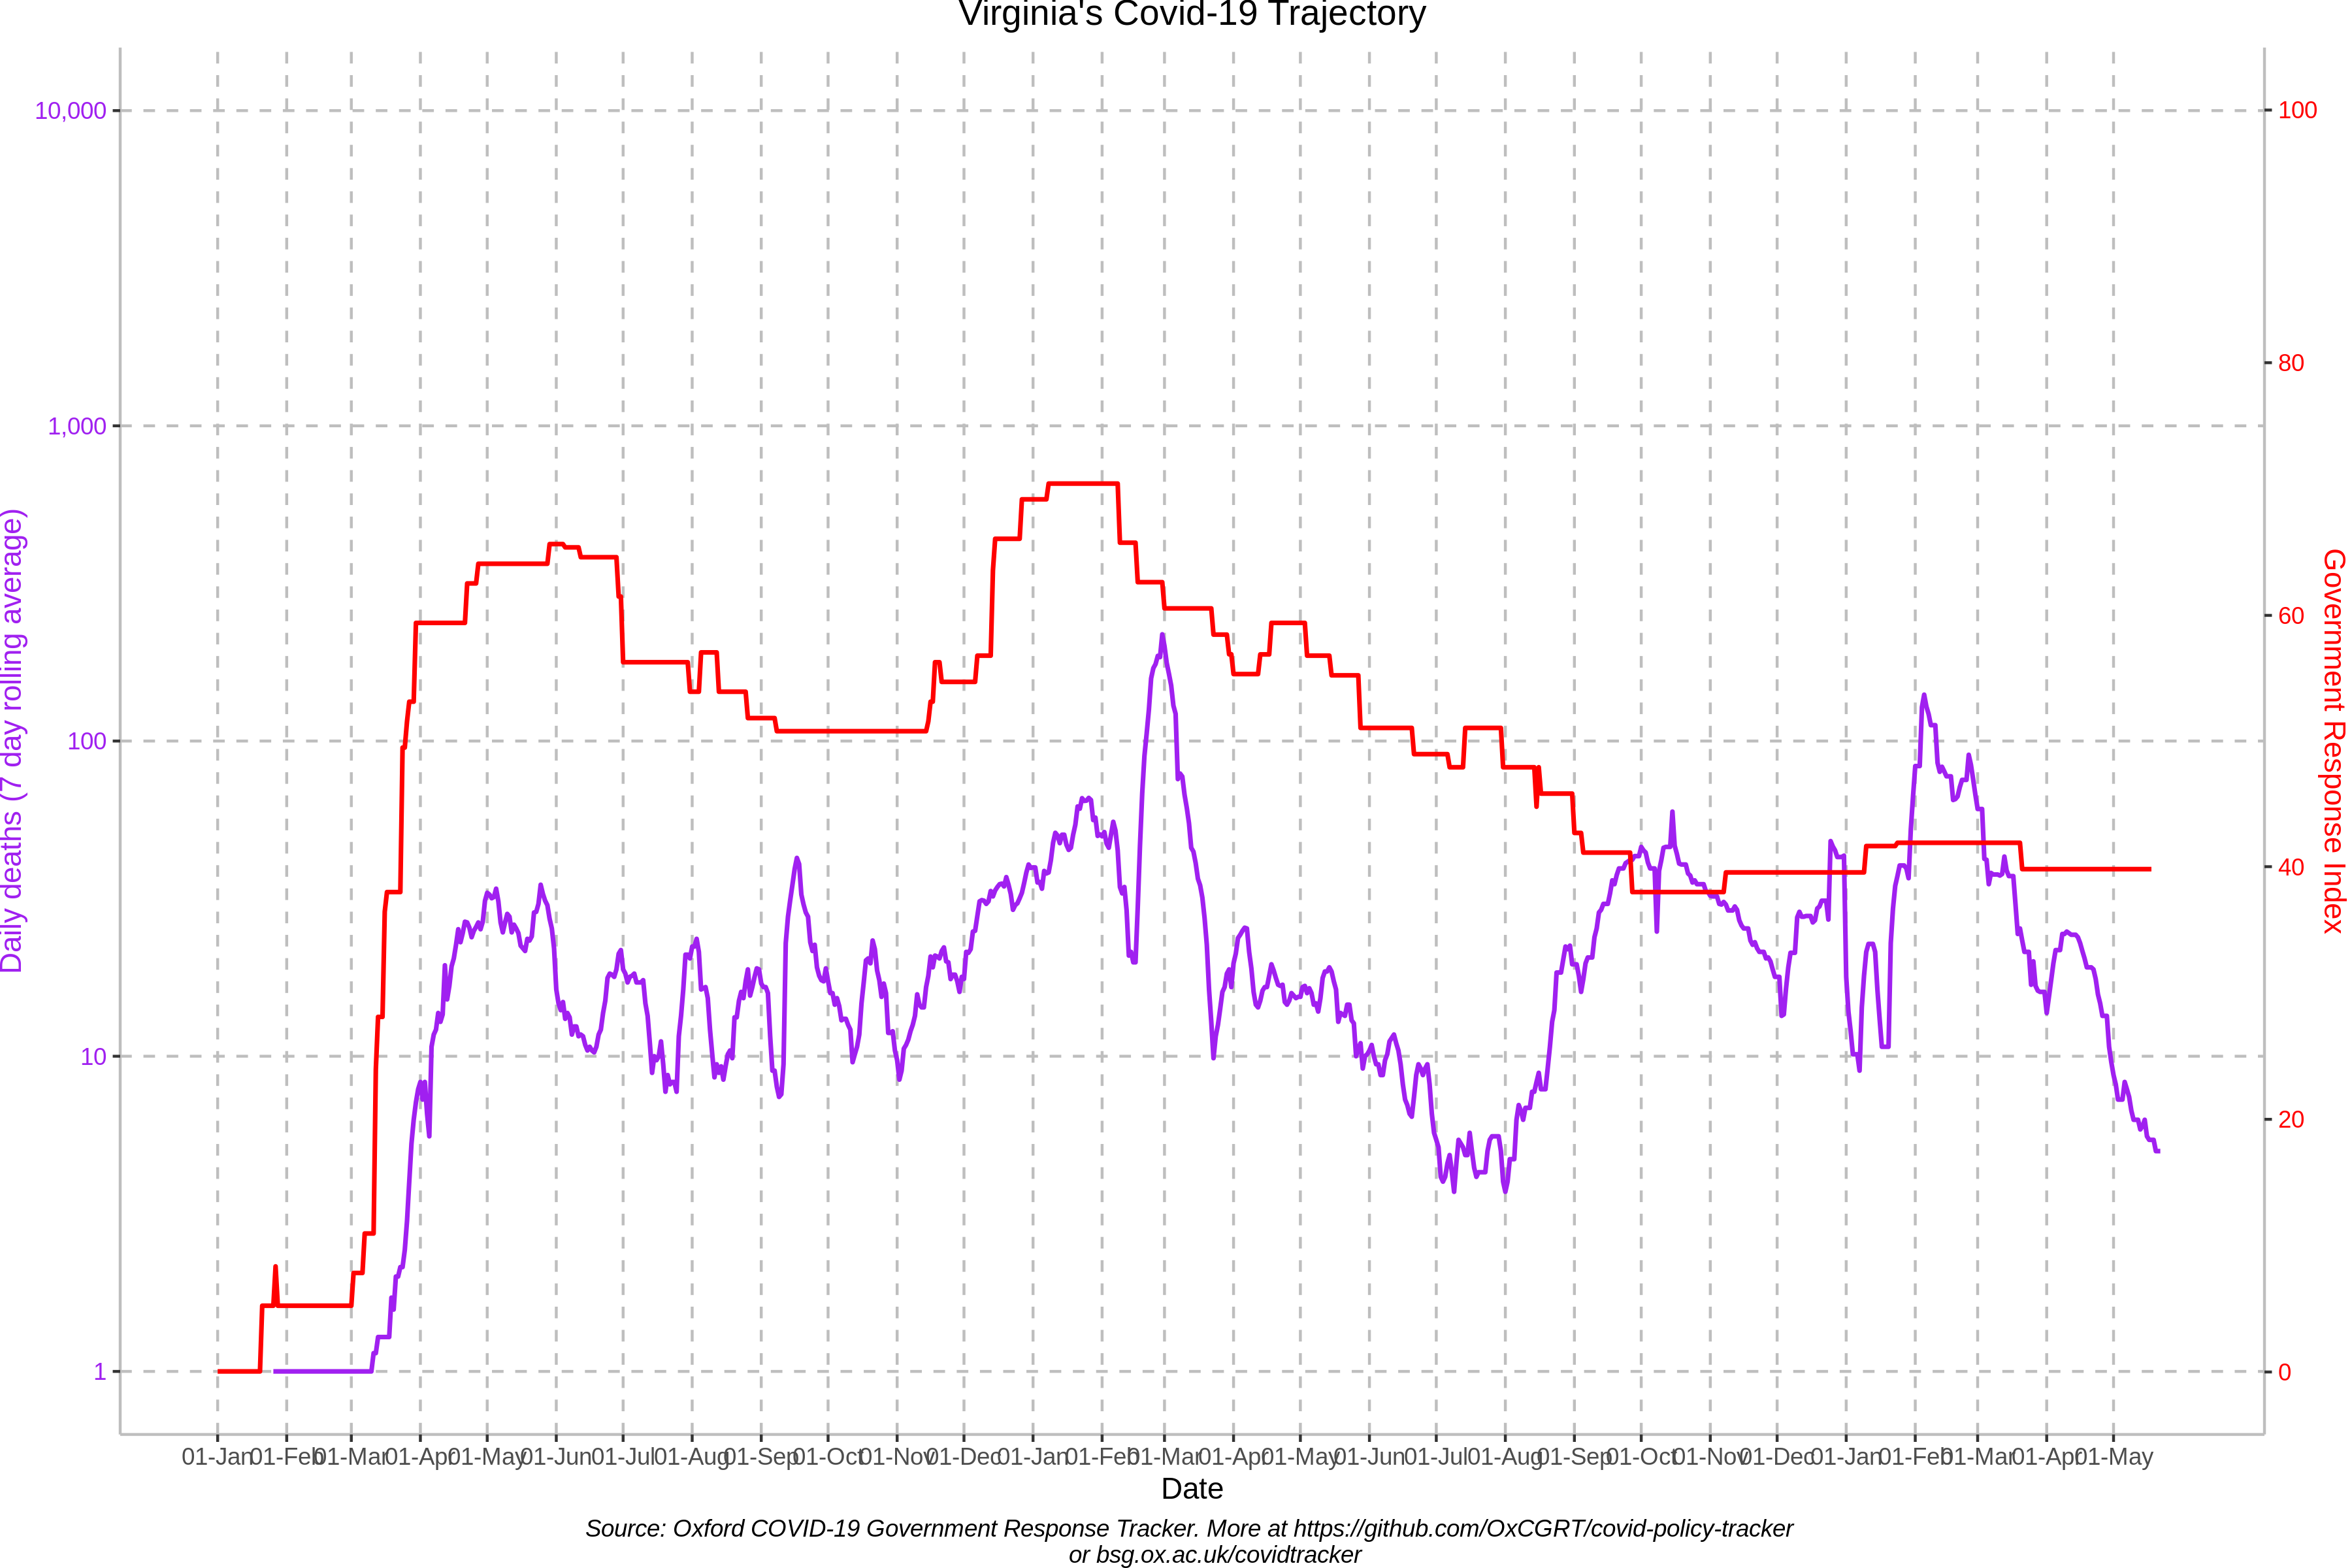 Virginia's Covid-19 Trajectory
10,000
1,000
100
10
1
Daily deaths (7 day rolling average)
100
80
60
40
20
0
Government Response Index
01-Jan 01-Feb 01-Mar 01-Apr 01-May 01-Jun 01-Jul 01-Aug 01-Sep 01-Oct 01-Nov 01-Dec 01-Jan 01-Feb 01-Mar 01-Apr 01-May 01-Jun 01-Jul 01-Aug 01-Sep 01-Oct 01-Nov 01-Dec 01-Jan 01-Feb 01-Mar 01-Apr 01-May
Date
Source: Oxford COVID-19 Government Response Tracker. More at https://github.com/OxCGRT/covid-policy-tracker
or bsg.ox.ac.uk/covidtracker